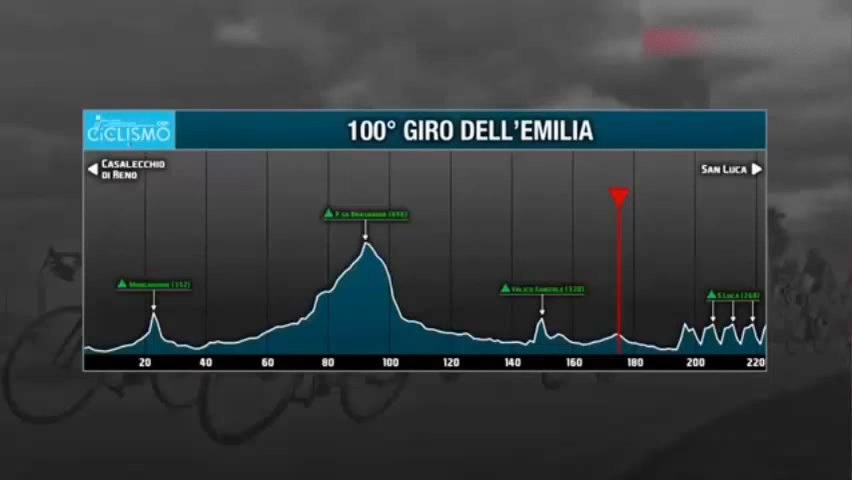 CICLISMO
100° GIRO DELL'EMILIA
CASALECCHIO
DI RENO
SAN LUCA
S.LUCA (268)
20 40 60 80 100 120 140 160 180 200 220